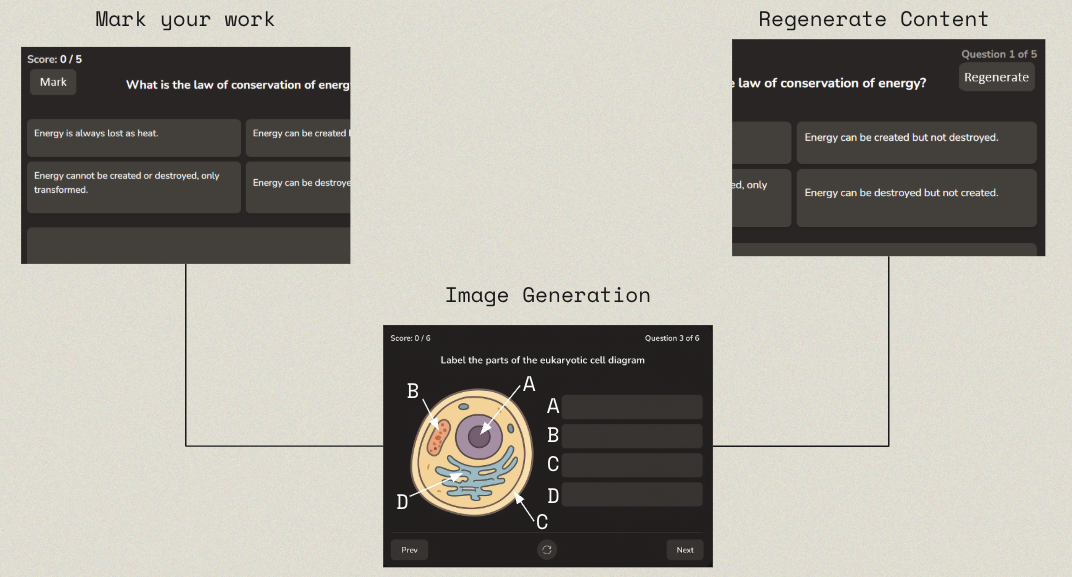 Mark your work
Score: 0 / 5
Mark
What is the law of conservation of energ
Energy is always lost as heat.
Energy can be created
Energy cannot be created or destroyed, only
transformed.
Energy can be destroye
Regenerate Content
Question 1 of 5
Regenerate
e law of conservation of energy?
Energy can be created but not destroyed.
ed, only
Energy can be destroyed but not created.
Image Generation
Score: 0 / 6
Question 3 of 6
Label the parts of the eukaryotic cell diagram
A
B
C
D
A
B
C
D
Prev
Next